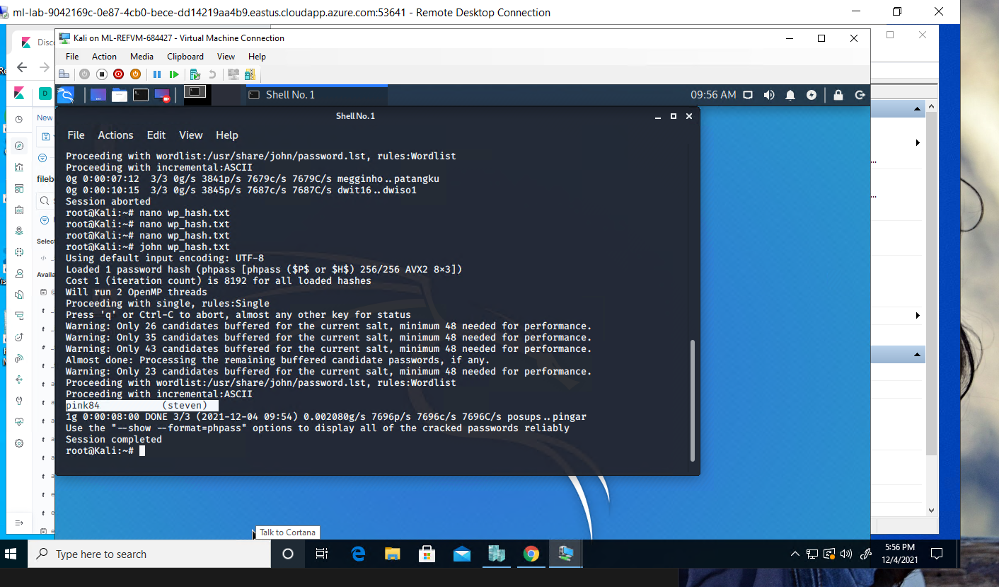 ml-lab-9042169c-0e87-4cb0-bece-dd14219aa4b9.eastus.cloudapp.azure.com:53641 - Remote Desktop Connection
Disc
Kali on ML-REFVM-684427 - Virtual Machine Connection
File Action Media Clipboard View Help
D
Shell No. 1
09:56 AM
New
fileb
Selec
Availa
Shell No. 1
File Actions Edit View Help
Proceeding with wordlist:/usr/share/john/password.lst, rules:Wordlist
Proceeding with incremental:ASCII
0g 0:00:07:12 3/3 0g/s 3841p/s 7679c/s 7679C/s megginho..patangku
0g 0:00:10:15 3/3 0g/s 3845p/s 7687c/s 7687C/s dwit16..dwiso1
Session aborted
root@Kali:~# nano wp_hash.txt
root@Kali:~# nano wp_hash.txt
root@Kali:~# nano wp_hash.txt
root@Kali:~# john wp_hash.txt
Using default input encoding: UTF-8
Loaded 1 password hash (phpass [phpass ($P$ or $H$) 256/256 AVX2 8×3])
Cost 1 (iteration count) is 8192 for all loaded hashes
Will run 2 OpenMP threads
Proceeding with single, rules:Single
Press 'q' or Ctrl-C to abort, almost any other key for status
Warning: Only 26 candidates buffered for the current salt, minimum 48 needed for performance.
Warning: Only 35 candidates buffered for the current salt, minimum 48 needed for performance.
Warning: Only 43 candidates buffered for the current salt, minimum 48 needed for performance.
Almost done: Processing the remaining buffered candidate passwords, if any.
Warning: Only 23 candidates buffered for the current salt, minimum 48 needed for performance.
Proceeding with wordlist:/usr/share/john/password.lst, rules:Wordlist
Proceeding with incremental:ASCII
pink84 (steven)
1g 0:00:08:00 DONE 3/3 (2021-12-04 09:54) 0.002080g/s 7696p/s 7696c/s 7696C/s posups..pingar
Use the "--show --format=phpass" options to display all of the cracked passwords reliably
Session completed
root@Kali:~#
Talk to Cortana
Type here to search
5:56 PM
12/4/2021